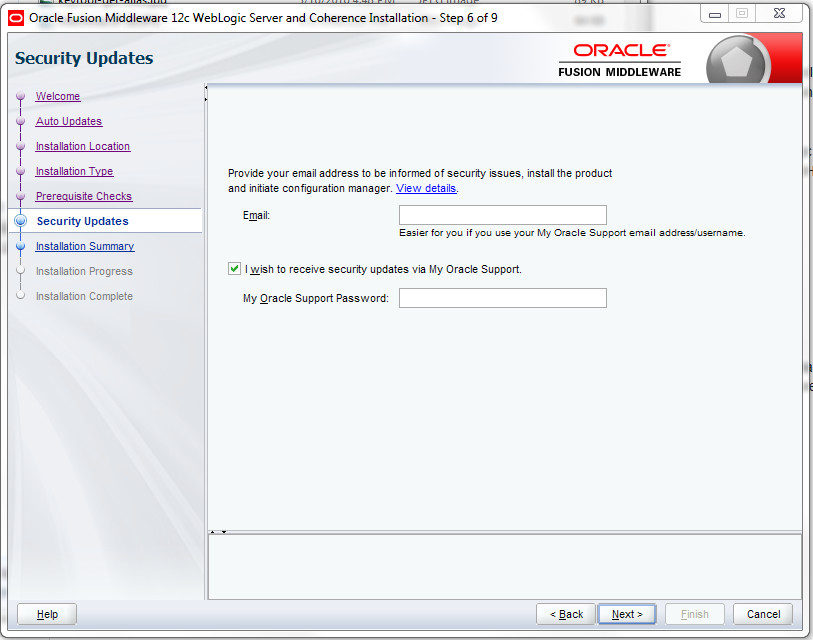 Oracle Fusion Middleware 12c WebLogic Server and Coherence Installation - Step 6 of 9
Security Updates
ORACLE
FUSION MIDDLEWARE
Welcome
Auto Updates
Installation Location
Installation Type
Prerequisite Checks
Security Updates
Installation Summary
Installation Progress
Installation Complete
Provide your email address to be informed of security issues, install the product
and initiate configuration manager. View details.
Email:
Easier for you if you use your My Oracle Support email address/username.
I wish to receive security updates via My Oracle Support.
My Oracle Support Password:
Help
< Back
Next >
Finish
Cancel